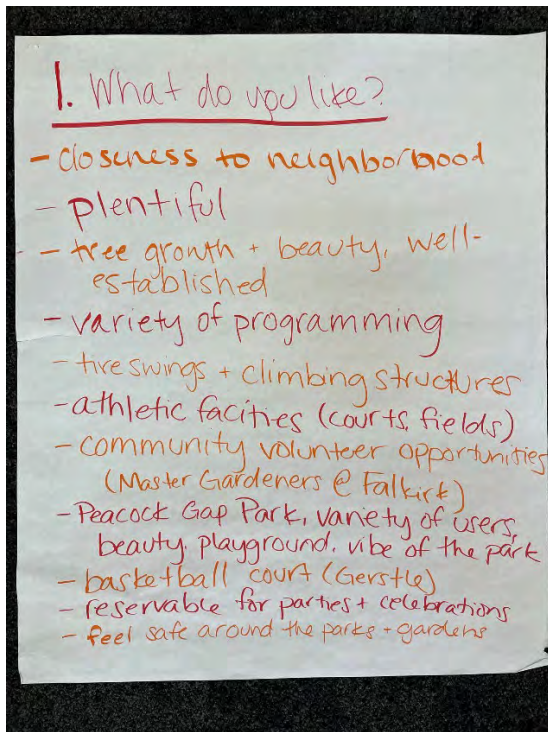 1. What do you like?
- closeness to neighborhood
- plentiful
- tree growth + beauty, well-
established
- variety of programming
- tire swings + climbing structures
- athletic facities (courts, fields)
- community volunteer opportunities
(Master Gardeners @ Falkirk)
- Peacock Gap Park, variety of users,
beauty, playground, vibe of the park
- basketball court (Gerstle)
- reservable for parties + celebrations
- feel safe around the parks + gardens